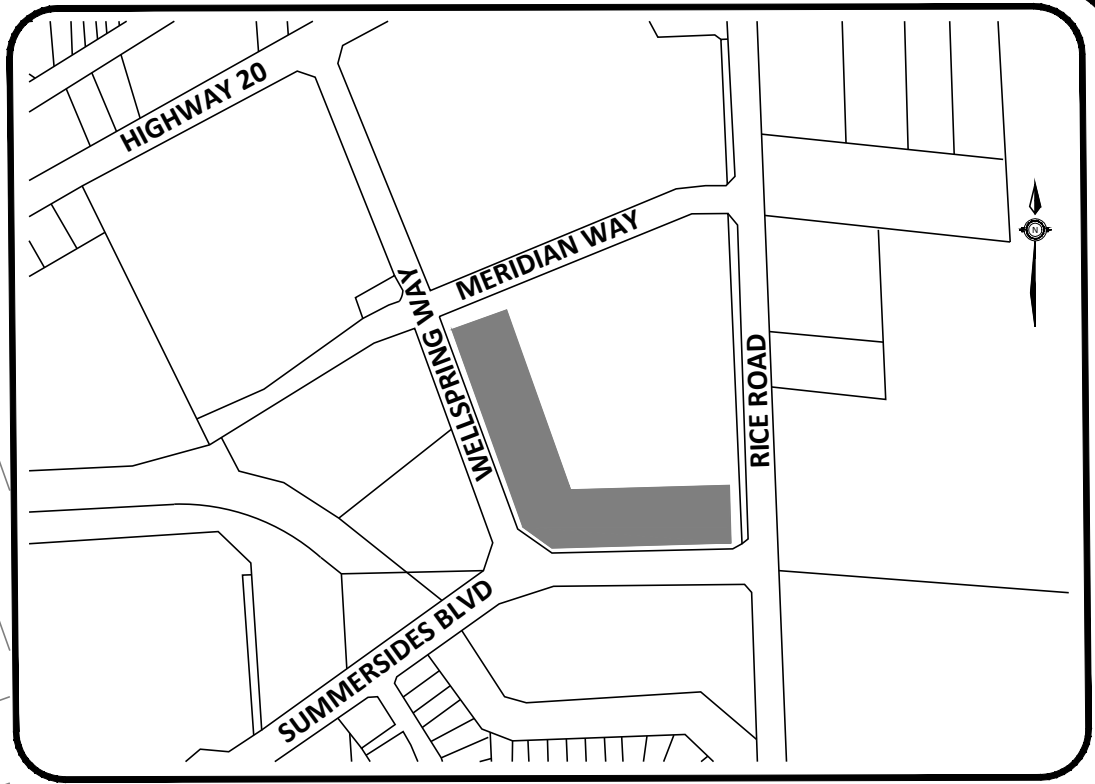 HIGHWAY 20
MERIDIAN WAY
N
WELLSPRING WAY
RICE ROAD
SUMMERSIDES BLVD